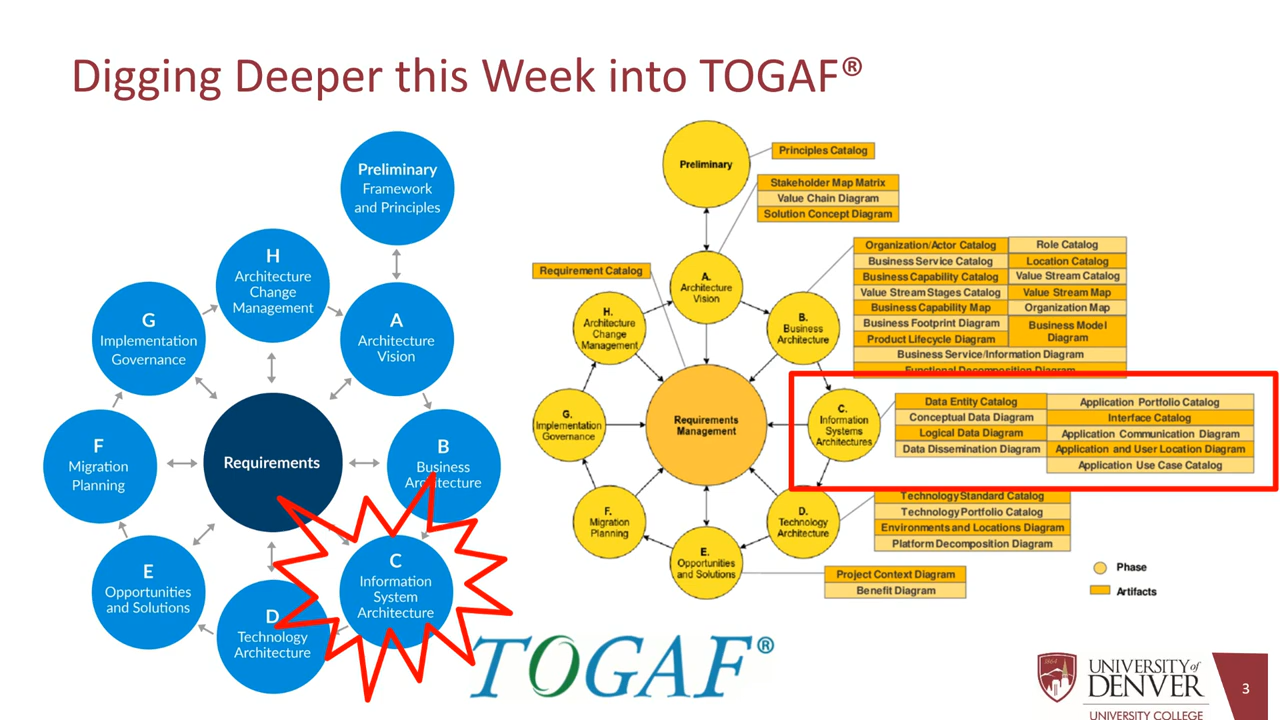 Digging Deeper this Week into TOGAF®
Preliminary
Framework
and Principles
H
Architecture
Change
Management
A
Architecture
Vision
G
Implementation
Governance
B
Business
Architecture
F
Migration
Planning
Requirements
C
Information
System
Architecture
E
Opportunities
and Solutions
D
Technology
Architecture
Preliminary
Principles Catalog
Stakeholder Map Matrix
Value Chain Diagram
Solution Concept Diagram
Requirement Catalog
A.
Architecture
Vision
Organization/Actor Catalog
Role Catalog
Business Service Catalog
Location Catalog
Business Capability Catalog
Value Stream Catalog
Value Stream Stages Catalog
Value Stream Map
Business Capability Map
Organization Map
Business Footprint Diagram
Business Model
Diagram
Product Lifecycle Diagram
Business Service/Information Diagram
Functional Decomposition Diagram
H.
Architecture
Change
Management
B.
Business
Architecture
G.
Implementation
Governance
Requirements
Management
C.
Information
Systems
Architectures
Data Entity Catalog
Application Portfolio Catalog
Conceptual Data Diagram
Interface Catalog
Logical Data Diagram
Application Communication Diagram
Data Dissemination Diagram
Application and User Location Diagram
Application Use Case Catalog
F.
Migration
Planning
D.
Technology
Architecture
Technology Standard Catalog
Technology Portfolio Catalog
Environments and Locations Diagram
Platform Decomposition Diagram
E.
Opportunities
and Solutions
Project Context Diagram
Benefit Diagram
Phase
Artifacts
TOGAF®
UNIVERSITY of
DENVER
UNIVERSITY COLLEGE
3